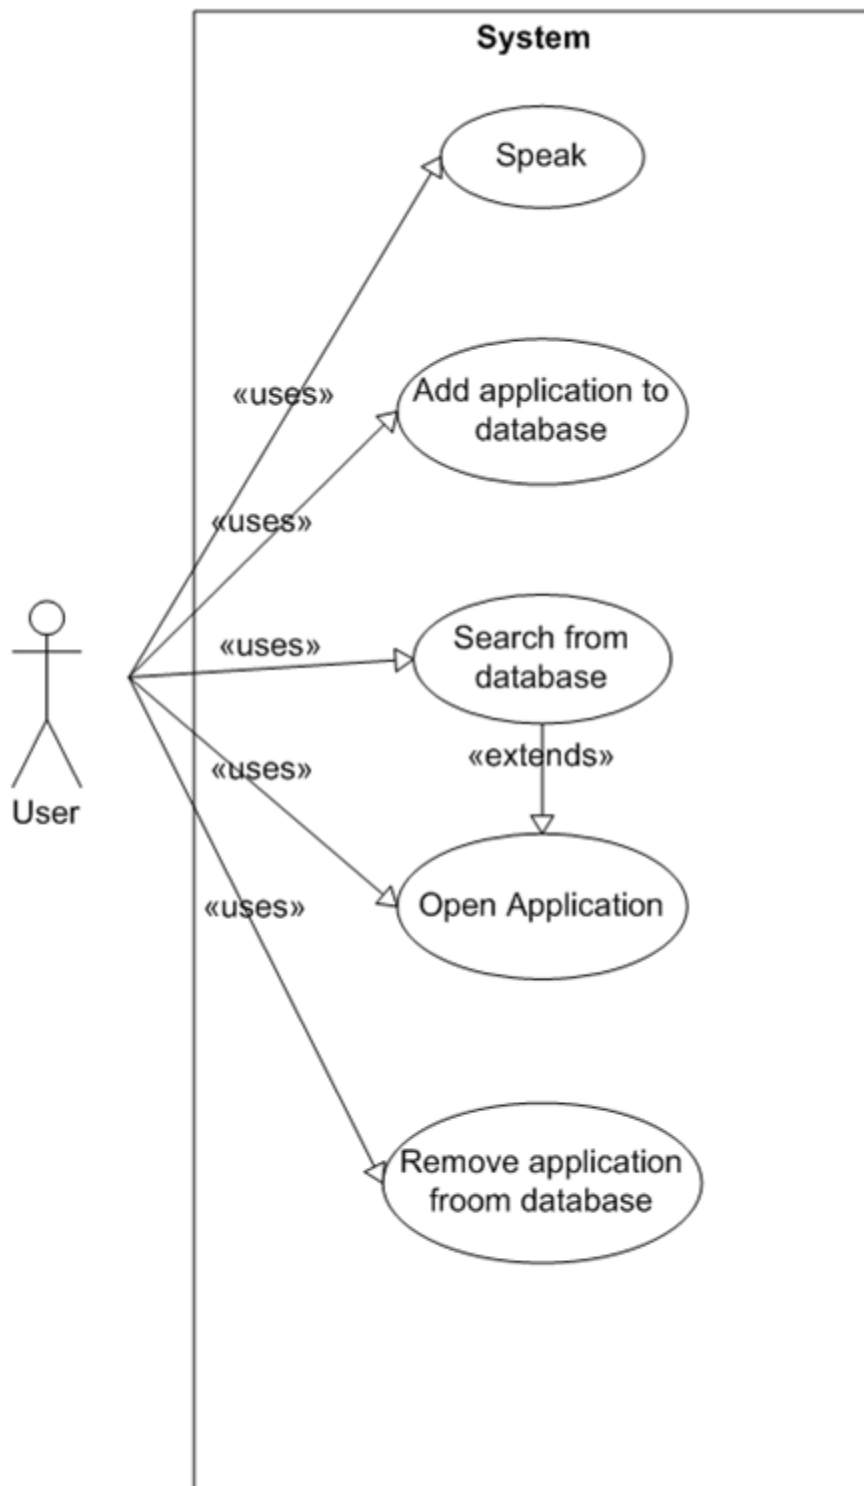 System
Speak
«uses»
Add application to
database
«uses»
«uses»
Search from
database
«extends»
«uses»
User
«uses»
Open Application
Remove application
froom database